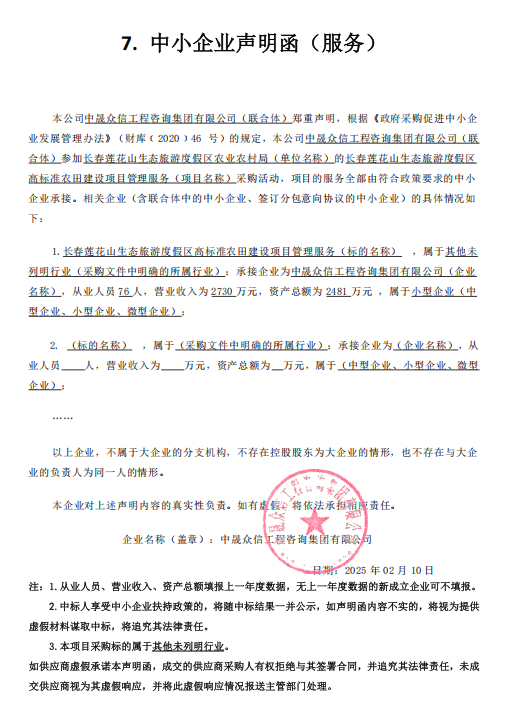 7. 中小企业声明函（服务）
本公司中晟众信工程咨询集团有限公司（联合体）郑重声明，根据《政府采购促进中小企
业发展管理办法》（财库﹝2020﹞46 号）的规定，本公司中晟众信工程咨询集团有限公司（联
合体）参加长春莲花山生态旅游度假区农业农村局（单位名称）的长春莲花山生态旅游度假区
高标准农田建设项目管理服务（项目名称）采购活动，项目的服务全部由符合政策要求的中小
企业承接。相关企业（含联合体中的中小企业、签订分包意向协议的中小企业）的具体情况如
下：
1.长春莲花山生态旅游度假区高标准农田建设项目管理服务（标的名称） ，属于其他未
列明行业（采购文件中明确的所属行业）；承接企业为中晟众信工程咨询集团有限公司（企业
名称），从业人员76人，营业收入为2730万元，资产总额为2481万元 ，属于小型企业（中
型企业、小型企业、微型企业）；
2. （标的名称） ，属于（采购文件中明确的所属行业）；承接企业为（企业名称），从
业人员____人，营业收入为____万元，资产总额为__万元，属于（中型企业、小型企业、微型
企业）；
……
以上企业，不属于大企业的分支机构，不存在控股股东为大企业的情形，也不存在与大企
业的负责人为同一人的情形。
本企业对上述声明内容的真实性负责。如有虚假，将依法承担相应责任。
企业名称（盖章）：中晟众信工程咨询集团有限公司
日期：2025 年 02 月 10 日
注：1.从业人员、营业收入、资产总额填报上一年度数据，无上一年度数据的新成立企业可不填报。
2.中标人享受中小企业扶持政策的，将随中标结果一并公示，如声明函内容不实的，将视为提供
虚假材料谋取中标，将追究其法律责任。
3.本项目采购标的属于其他未列明行业。
如供应商虚假承诺本声明函，成交的供应商采购人有权拒绝与其签署合同，并追究其法律责任，未成
交供应商视为其虚假响应，并将此虚假响应情况报送主管部门处理。